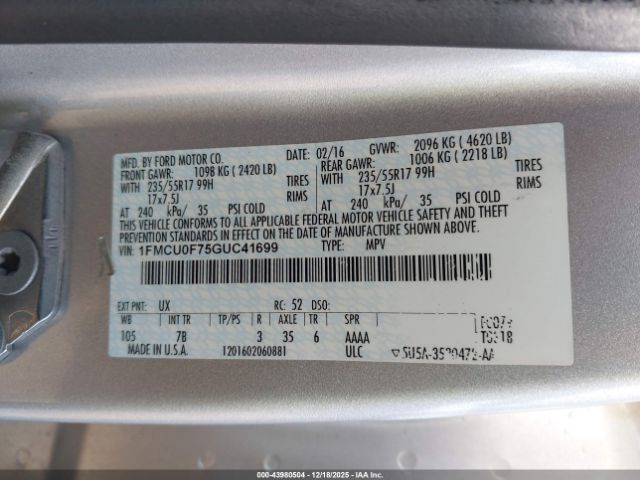 MFD. BY FORD MOTOR CO. DATE: 02/16 GVWR: 2096 KG ( 4620 LB)
FRONT GAWR: 1098 KG ( 2420 LB) REAR GAWR: 1006 KG ( 2218 LB)
WITH 235/55R17 99H TIRES WITH 235/55R17 99H TIRES
17x7.5J RIMS 17x7.5J RIMS
AT 240 kPa/ 35 PSI COLD AT 240 kPa/ 35 PSI COLD
THIS VEHICLE CONFORMS TO ALL APPLICABLE FEDERAL MOTOR VEHICLE SAFETY AND THEFT
PREVENTION STANDARDS IN EFFECT ON THE DATE OF MANUFACTURE SHOWN ABOVE.
VIN: 1FMCU0F75GUC41699 TYPE: MPV
EXT PNT: UX RC: 52 DSO:
WB INT TR TP/PS R AXLE TR SPR
105 7B 3 35 6 AAAA
MADE IN U.S.A. 1201602060881 ULC
000-43980504 - 12/18/2025 - IAA Inc.